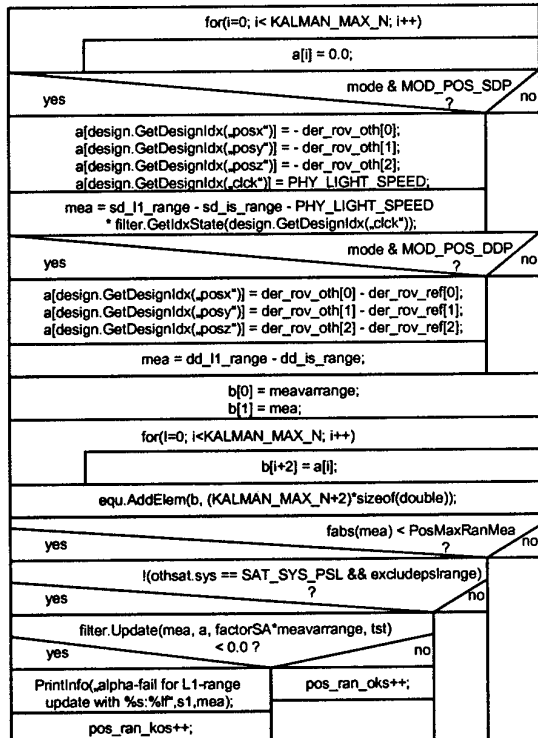 for(i=0; i< KALMAN_MAX_N; i++)
a[i] = 0.0;
mode & MOD_POS_SDP
?
yes
no
a[design.GetDesignIdx(„posx“)] = - der_rov_oth[0];
a[design.GetDesignIdx(„posy“)] = - der_rov_oth[1];
a[design.GetDesignIdx(„posz“)] = - der_rov_oth[2];
a[design.GetDesignIdx(„clck“)] = PHY_LIGHT_SPEED;
mea = sd_l1_range - sd_is_range - PHY_LIGHT_SPEED
* filter.GetIdxState(design.GetDesignIdx(„clck“));
mode & MOD_POS_DDP
?
yes
no
a[design.GetDesignIdx(„posx“)] = der_rov_oth[0] - der_rov_ref[0];
a[design.GetDesignIdx(„posy“)] = der_rov_oth[1] - der_rov_ref[1];
a[design.GetDesignIdx(„posz“)] = der_rov_oth[2] - der_rov_ref[2];
mea = dd_l1_range - dd_is_range;
b[0] = meavarrange;
b[1] = mea;
for(I=0; i<KALMAN_MAX_N; i++)
b[i+2] = a[i];
equ.AddElem(b, (KALMAN_MAX_N+2)*sizeof(double));
fabs(mea) < PosMaxRanMea
?
yes
no
!(othsat.sys == SAT_SYS_PSL && excludepslrange)
?
yes
no
filter.Update(mea, a, factorSA*meavarrange, tst)
< 0.0 ?
yes
no
PrintInfo(„alpha-fail for L1-range
update with %s:%lf“,s1,mea);
pos_ran_oks++;
pos_ran_kos++;